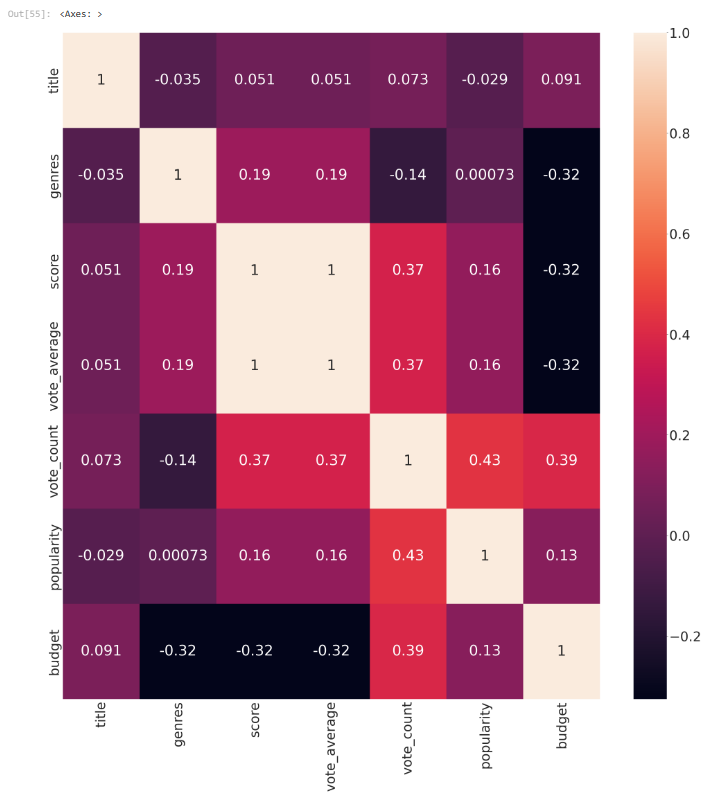 Out[55]: <Axes: >
title 1 -0.035 0.051 0.051 0.073 -0.029 0.091
genres -0.035 1 0.19 0.19 -0.14 0.00073 -0.32
score 0.051 0.19 1 1 0.37 0.16 -0.32
vote_average 0.051 0.19 1 1 0.37 0.16 -0.32
vote_count 0.073 -0.14 0.37 0.37 1 0.43 0.39
popularity -0.029 0.00073 0.16 0.16 0.43 1 0.13
budget 0.091 -0.32 -0.32 -0.32 0.39 0.13 1
title genres score vote_average vote_count popularity budget
1.0
0.8
0.6
0.4
0.2
0.0
−0.2